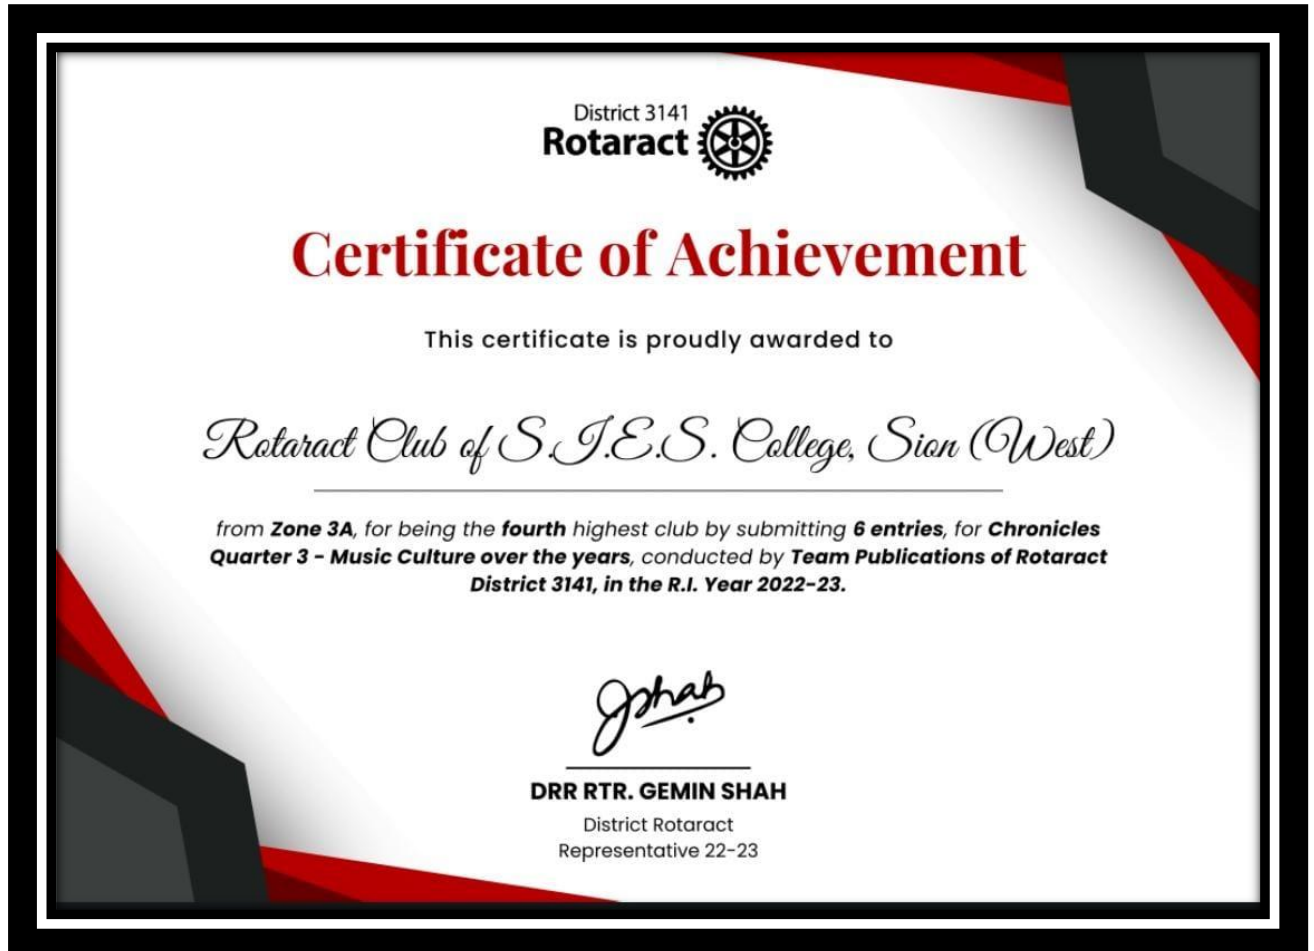 District 3141
Rotaract
Certificate of Achievement
This certificate is proudly awarded to
Rotaract Club of S.I.E.S. College, Sion (West)
from Zone 3A, for being the fourth highest club by submitting 6 entries, for Chronicles
Quarter 3 - Music Culture over the years, conducted by Team Publications of Rotaract
District 3141, in the R.I. Year 2022-23.
Jshah
DRR RTR. GEMIN SHAH
District Rotaract
Representative 22-23